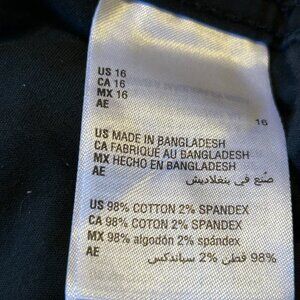 US 16
CA 16
MX 16
AE
16
US MADE IN BANGLADESH
CA FABRIQUÉ AU BANGLADESH
MX HECHO EN BANGLADESH
AE صُنع في بنغلاديش
US 98% COTTON 2% SPANDEX
CA 98% COTON 2% SPANDEX
MX 98% algodón 2% spándex
AE 98% قطن 2% سباندكس